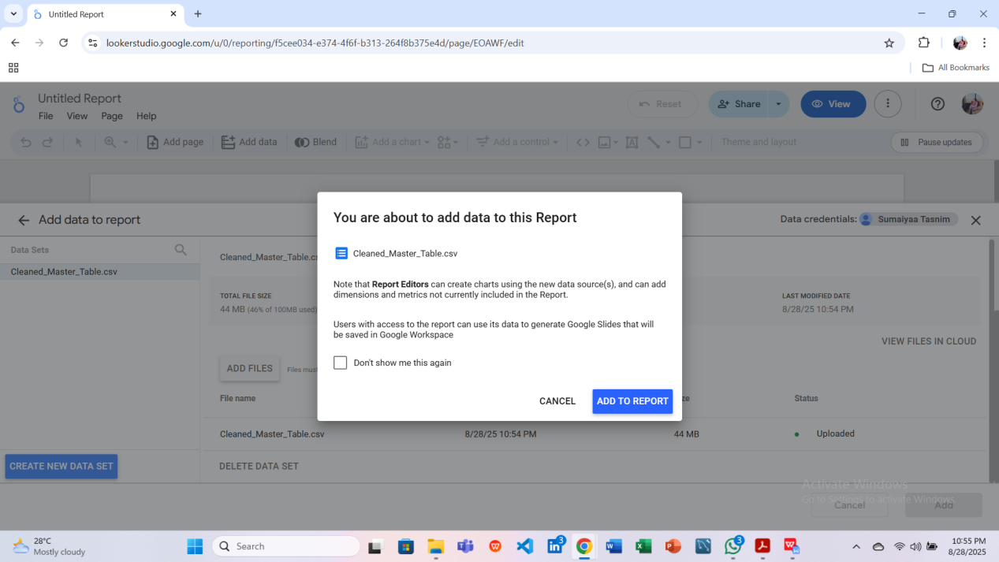 Untitled Report
lookerstudio.google.com/u/0/reporting/f5cee034-e374-4f6f-b313-264f8b375e4d/page/EOAWF/edit
All Bookmarks
Untitled Report
File View Page Help
Reset
Share
View
Add page
Add data
Blend
Add a chart
Add a control
Theme and layout
Pause updates
Add data to report
Data credentials: Sumaiyaa Tasnim
Data Sets
Cleaned_Master_Table.csv
Cleaned_Master_Table.cs
TOTAL FILE SIZE
44 MB (46% of 100MB used)
LAST MODIFIED DATE
8/28/25 10:54 PM
VIEW FILES IN CLOUD
ADD FILES
Files must
File name
ze
Status
Cleaned_Master_Table.csv 8/28/25 10:54 PM 44 MB Uploaded
CREATE NEW DATA SET
DELETE DATA SET
You are about to add data to this Report
Cleaned_Master_Table.csv
Note that Report Editors can create charts using the new data source(s), and can add
dimensions and metrics not currently included in the Report.
Users with access to the report can use its data to generate Google Slides that will
be saved in Google Workspace
Don't show me this again
CANCEL
ADD TO REPORT
Activate Windows
Go to Settings to activate Windows.
Cancel
Add
28°C
Mostly cloudy
Search
3
3
10:55 PM
8/28/2025